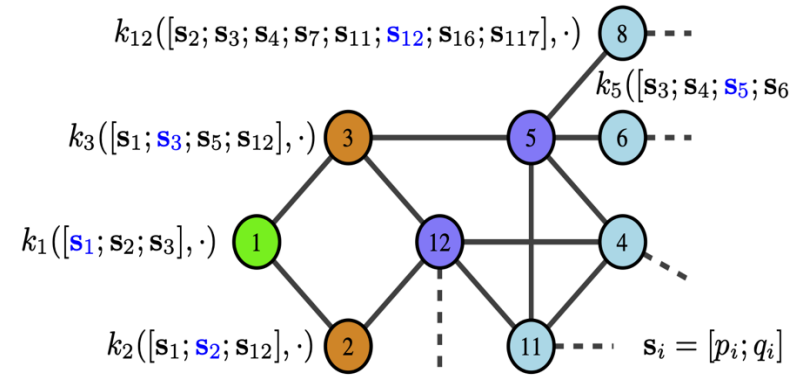 k₁₂([s₂; s₃; s₄; s₇; s₁₁; s₁₂; s₁₆; s₁₁₇], ·)
8
k₅([s₃; s₄; s₅; s₆
k₃([s₁; s₃; s₅; s₁₂], ·)
3
5
6
k₁([s₁; s₂; s₃], ·)
1
12
4
k₂([s₁; s₂; s₁₂], ·)
2
11
sᵢ = [pᵢ; qᵢ]